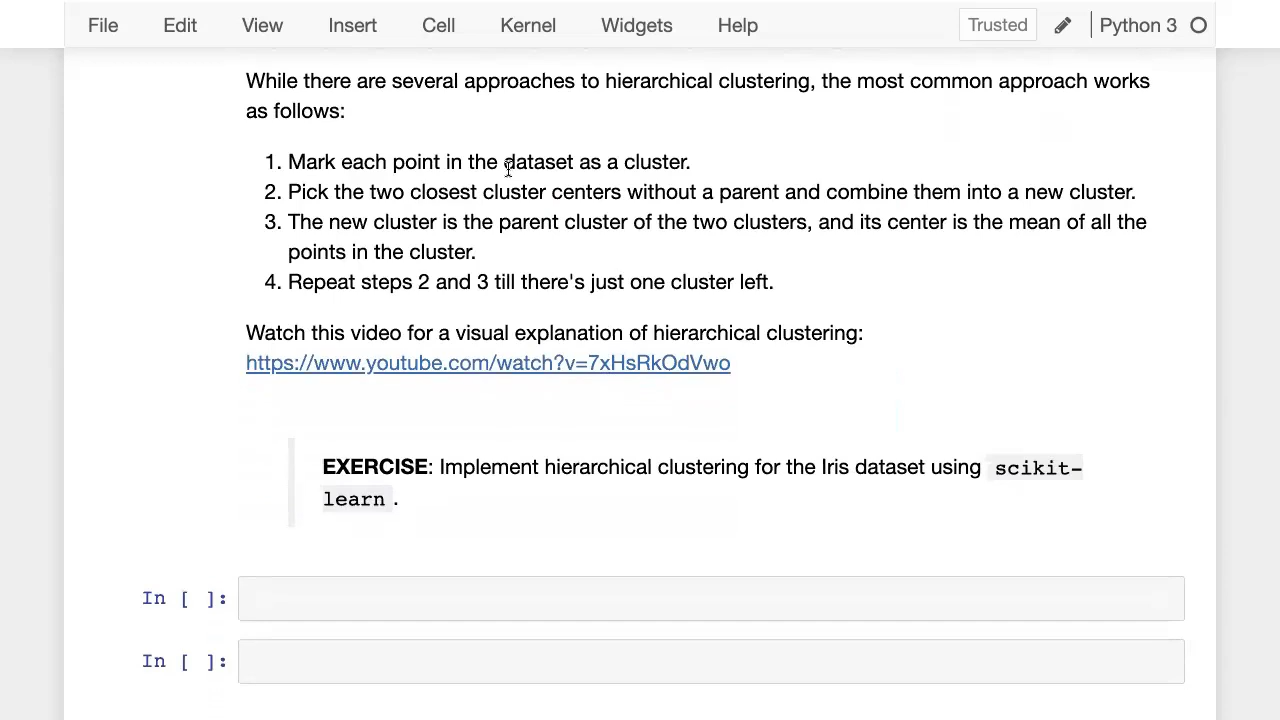 File Edit View Insert Cell Kernel Widgets Help Trusted Python 3
While there are several approaches to hierarchical clustering, the most common approach works
as follows:
1. Mark each point in the dataset as a cluster.
2. Pick the two closest cluster centers without a parent and combine them into a new cluster.
3. The new cluster is the parent cluster of the two clusters, and its center is the mean of all the
points in the cluster.
4. Repeat steps 2 and 3 till there's just one cluster left.
Watch this video for a visual explanation of hierarchical clustering:
https://www.youtube.com/watch?v=7xHsRkOdVwo
EXERCISE: Implement hierarchical clustering for the Iris dataset using scikit-
learn .
In [ ]:
In [ ]: